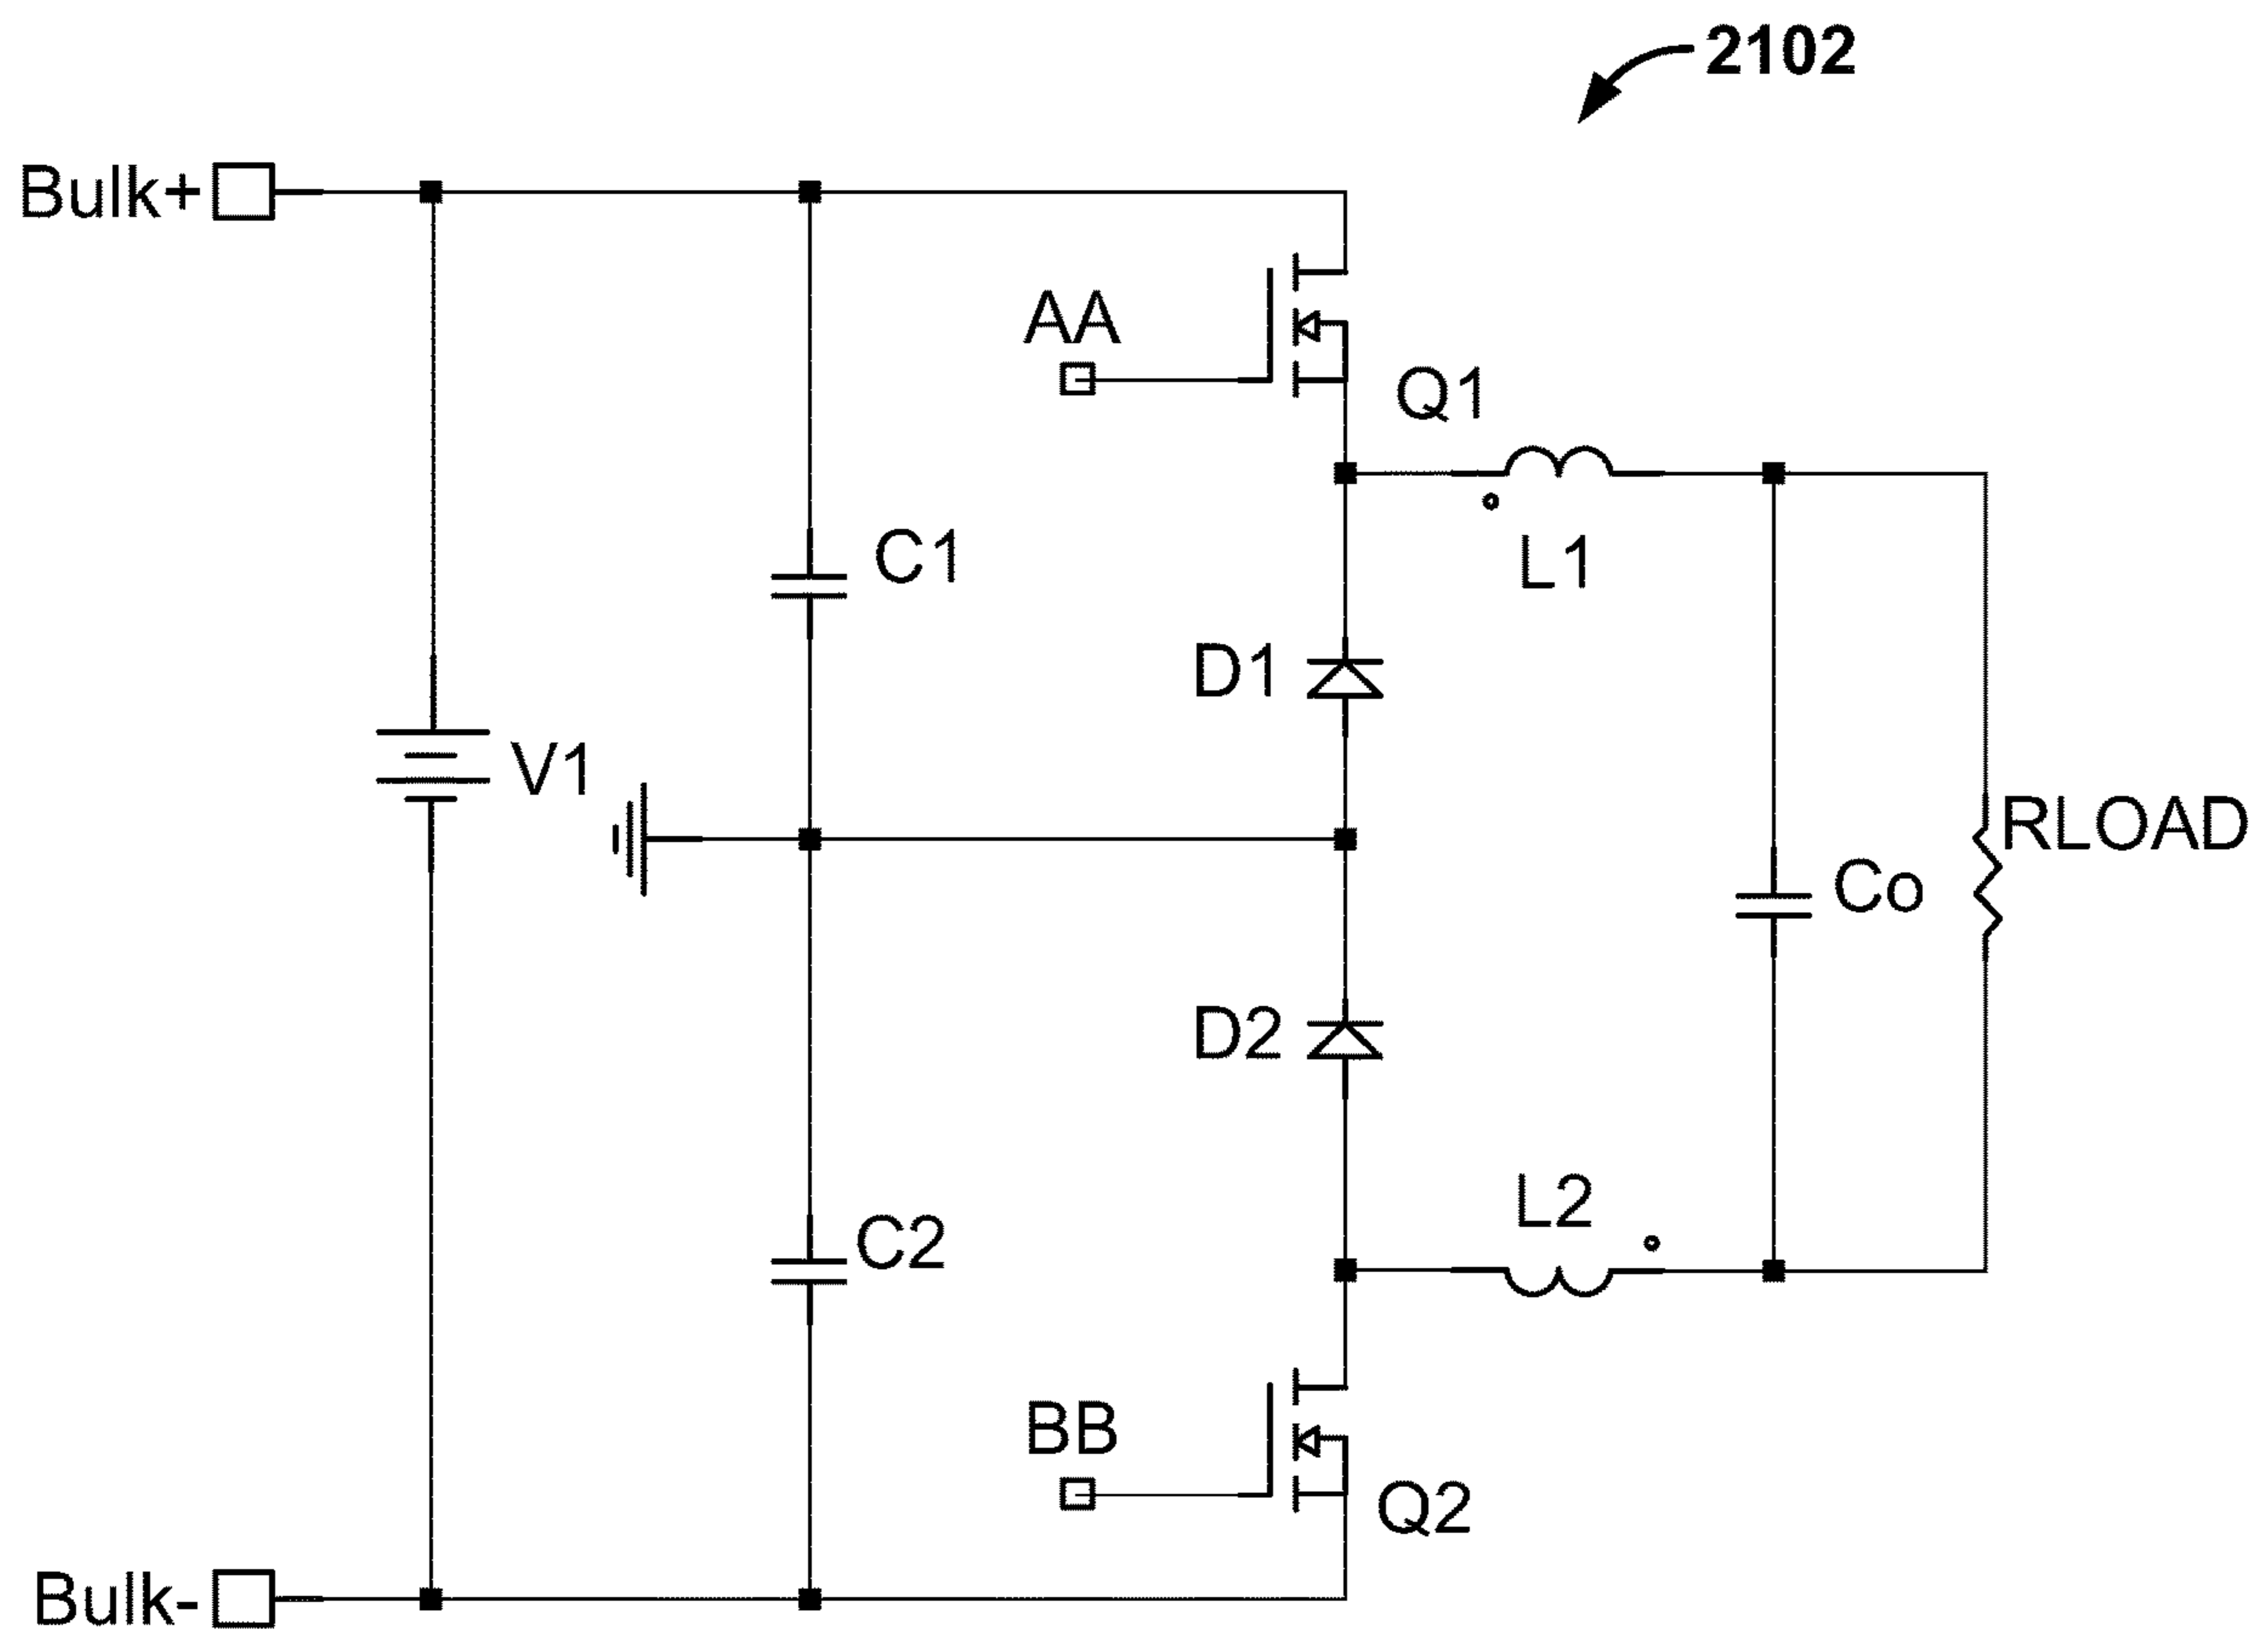 2102
Bulk+
AA
Q1
C1
L1
D1
V1
RLOAD
Co
D2
L2
C2
BB
Q2
Bulk-